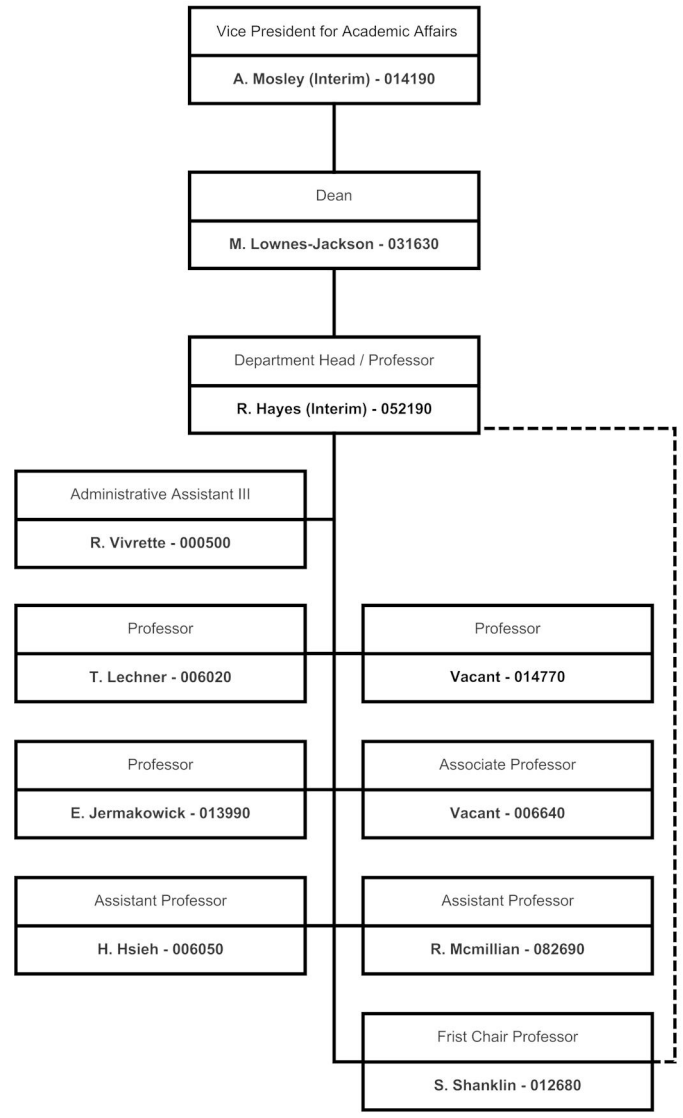 Vice President for Academic Affairs
A. Mosley (Interim) - 014190
Dean
M. Lownes-Jackson - 031630
Department Head / Professor
R. Hayes (Interim) - 052190
Administrative Assistant III
R. Vivrette - 000500
Professor
T. Lechner - 006020
Professor
Vacant - 014770
Professor
E. Jermakowick - 013990
Associate Professor
Vacant - 006640
Assistant Professor
H. Hsieh - 006050
Assistant Professor
R. Mcmillian - 082690
Frist Chair Professor
S. Shanklin - 012680